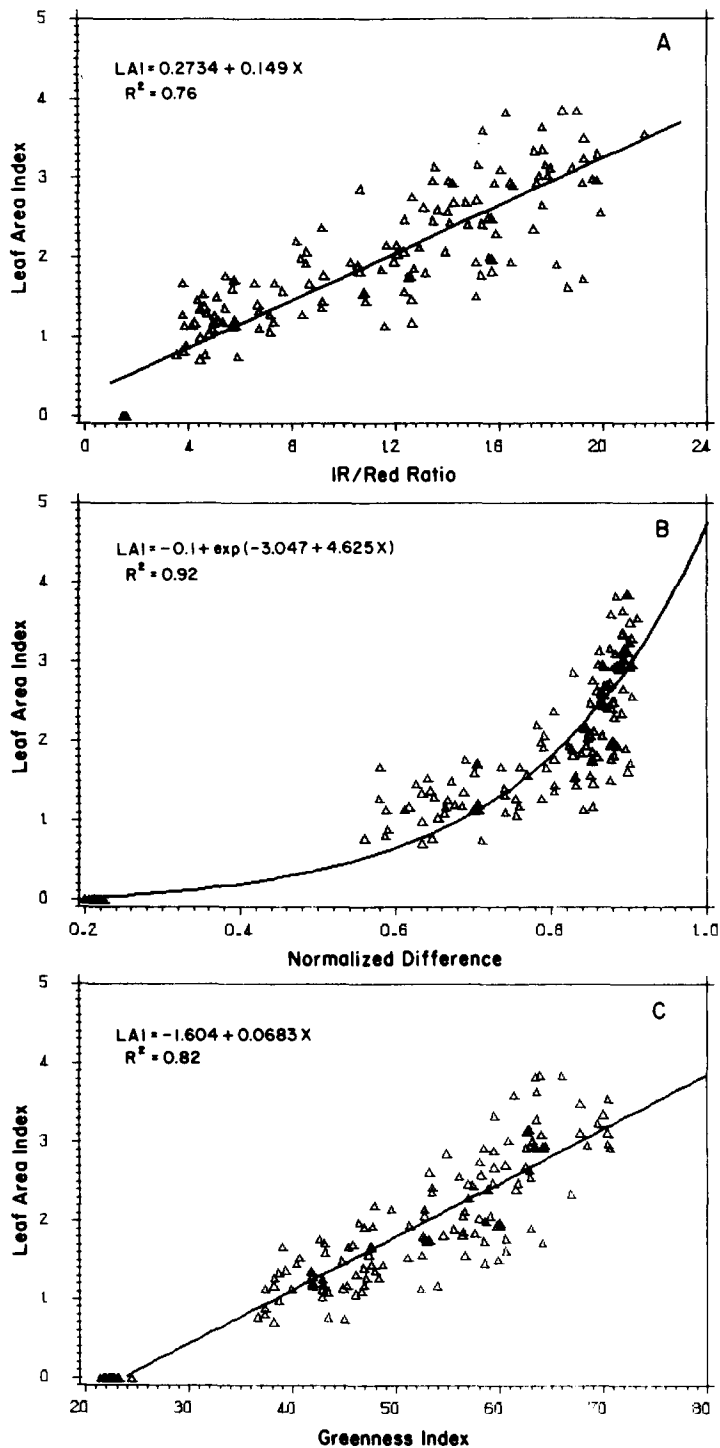 A
LAI = 0.2734 + 0.149 X
R² = 0.76
Leaf Area Index
5
4
3
2
1
0
0 4 8 12 16 20 24
IR/Red Ratio
B
LAI = -0.1 + exp(-3.047 + 4.625X)
R² = 0.92
Leaf Area Index
5
4
3
2
1
0
0.2 0.4 0.6 0.8 1.0
Normalized Difference
C
LAI = -1.604 + 0.0683 X
R² = 0.82
Leaf Area Index
5
4
3
2
1
0
20 30 40 50 60 70 80
Greenness Index